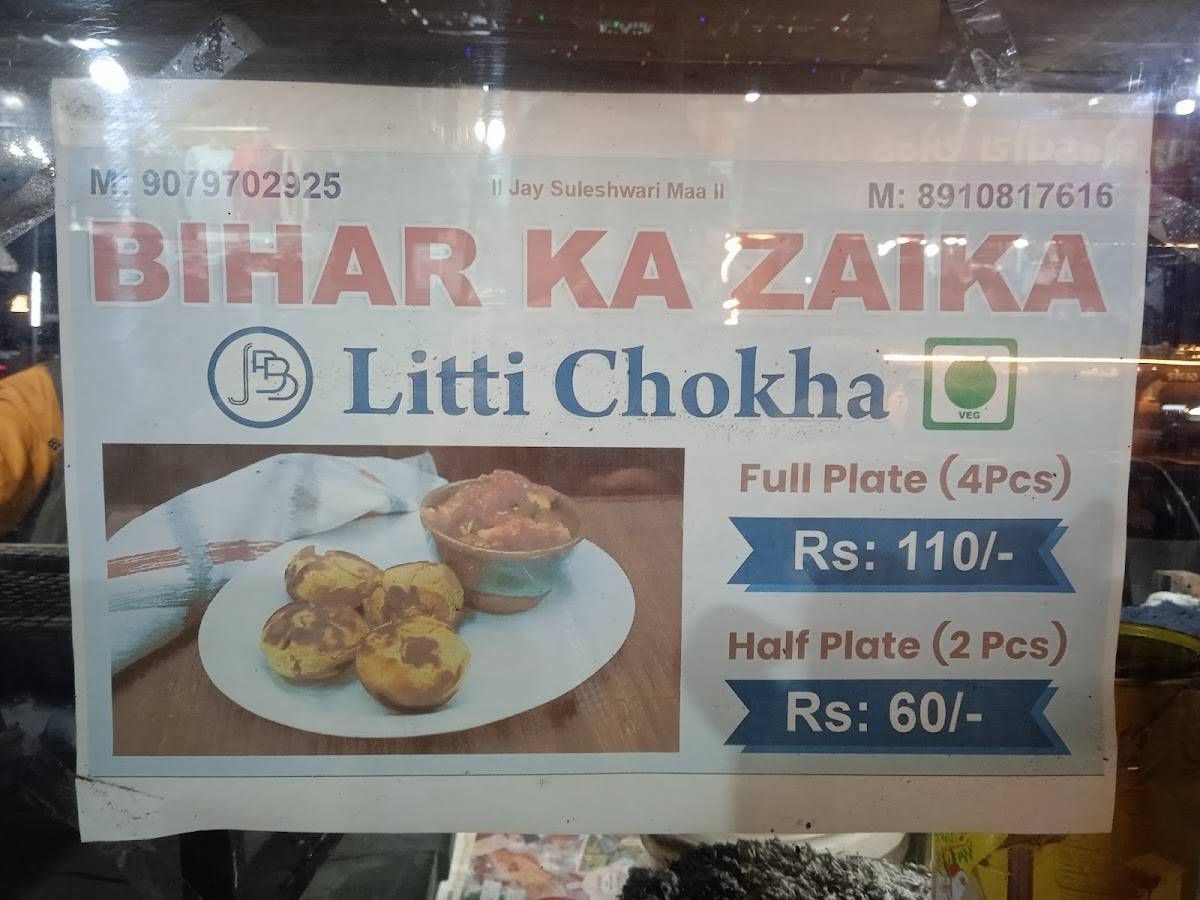 M: 9079702925
II Jay Suleshwari Maa II
M: 8910817616
BIHAR KA ZAIKA
Litti Chokha
VEG
Full Plate (4Pcs)
Rs: 110/-
Half Plate (2 Pcs)
Rs: 60/-